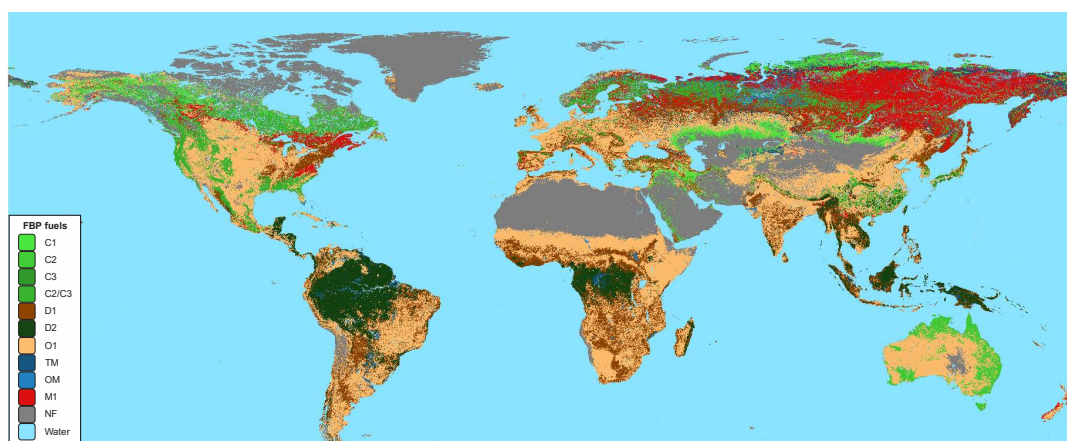 FBP fuels
C1
C2
C3
C2/C3
D1
D2
O1
TM
OM
M1
NF
Water